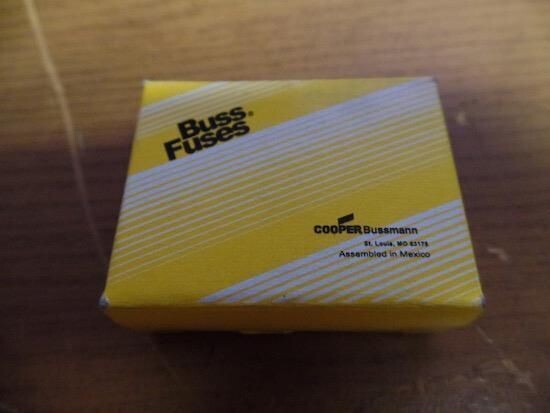 Buss®
Fuses
COOPER Bussmann
St. Louis, MO 63178
Assembled in Mexico